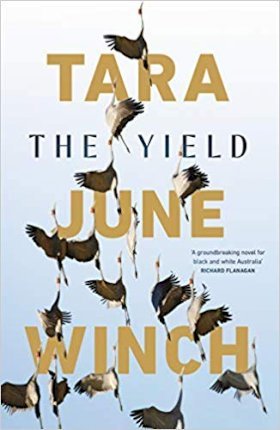 TARA
THE YIELD
JUNE
'A groundbreaking novel for
black and white Australia'
RICHARD FLANAGAN
WINCH